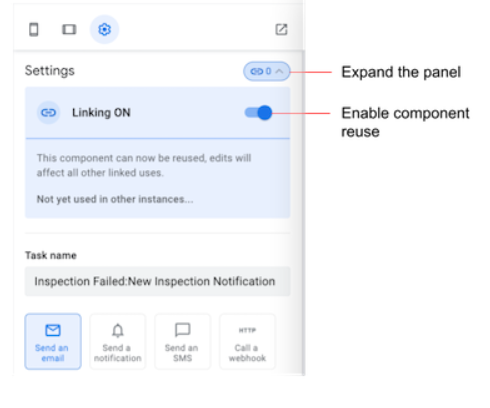 Settings
0
Expand the panel
Linking ON
Enable component
reuse
This component can now be reused, edits will
affect all other linked uses.
Not yet used in other instances...
Task name
Inspection Failed:New Inspection Notification
Send an
email
Send a
notification
Send an
SMS
HTTP
Call a
webhook